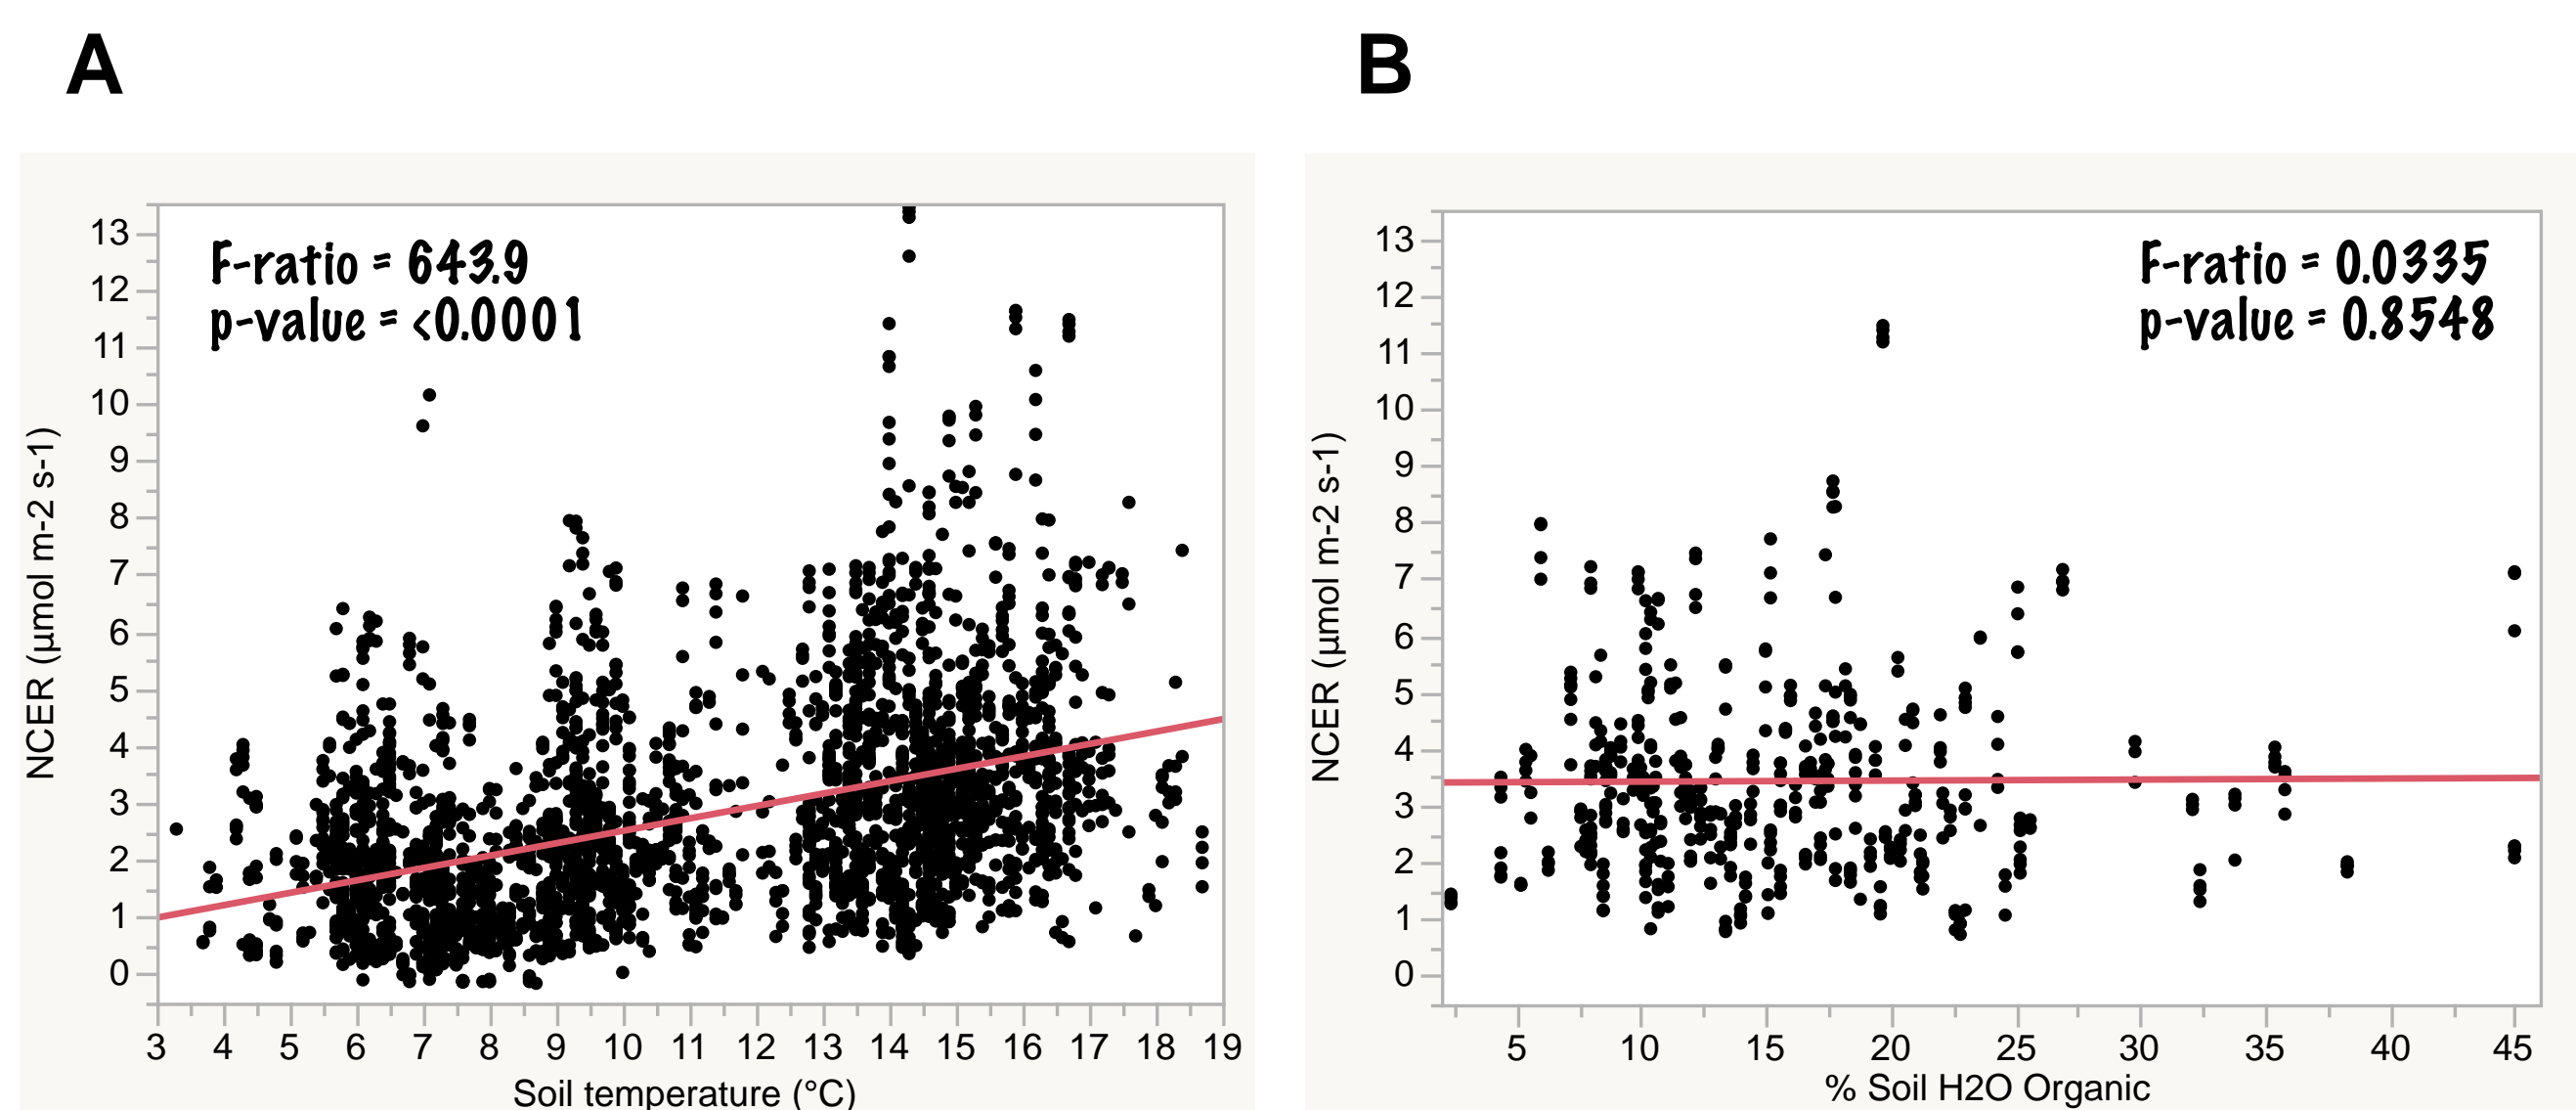 A
F-ratio = 643.9
p-value = <0.0001
NCER (µmol m-2 s-1)
13
12
11
10
9
8
7
6
5
4
3
2
1
0
3 4 5 6 7 8 9 10 11 12 13 14 15 16 17 18 19
Soil temperature (°C)
B
F-ratio = 0.0335
p-value = 0.8548
NCER (µmol m-2 s-1)
13
12
11
10
9
8
7
6
5
4
3
2
1
0
5 10 15 20 25 30 35 40 45
% Soil H2O Organic